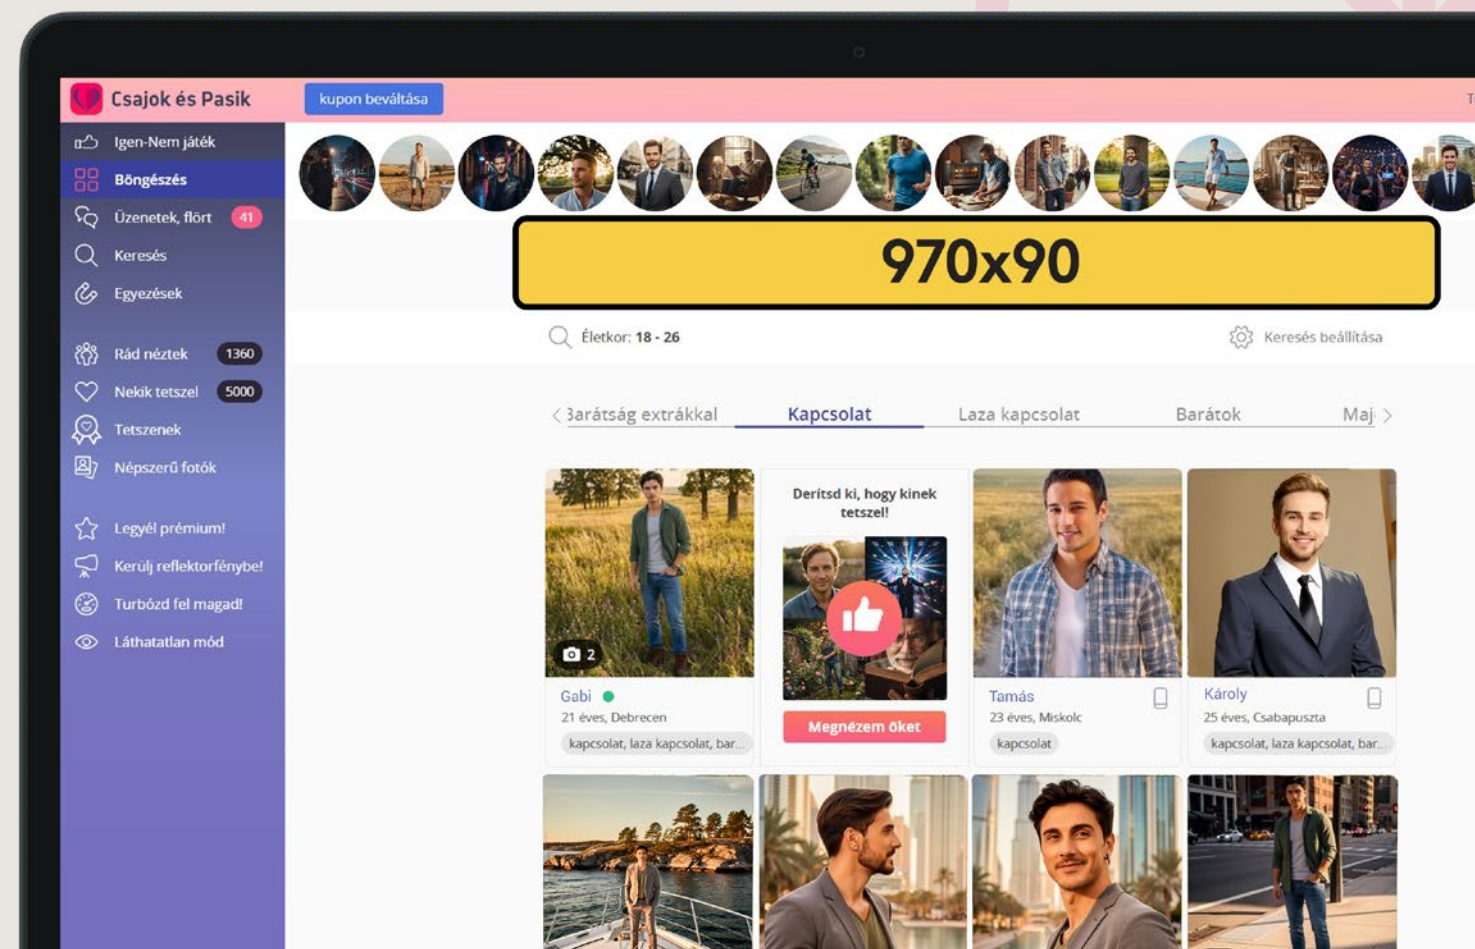 Csajok és Pasik
kupon beváltása
Igen-Nem játék
Böngészés
Üzenetek, flört 41
Keresés
Egyezések
Rád néztek 1360
Nekik tetszel 5000
Tetszenek
Népszerű fotók
Legyél prémium!
Kerülj reflektorfénybe!
Turbózd fel magad!
Láthatatlan mód
970x90
Életkor: 18 - 26
Keresés beállítása
extrákkal
Kapcsolat
Laza kapcsolat
Barátok
Maj
2
Gabi
21 éves, Debrecen
kapcsolat, laza kapcsolat, bar...
Derítsd ki, hogy kinek
tetszel!
Megnézem őket
Tamás
23 éves, Miskolc
kapcsolat
Károly
25 éves, Csabapuszta
kapcsolat, laza kapcsolat, bar...